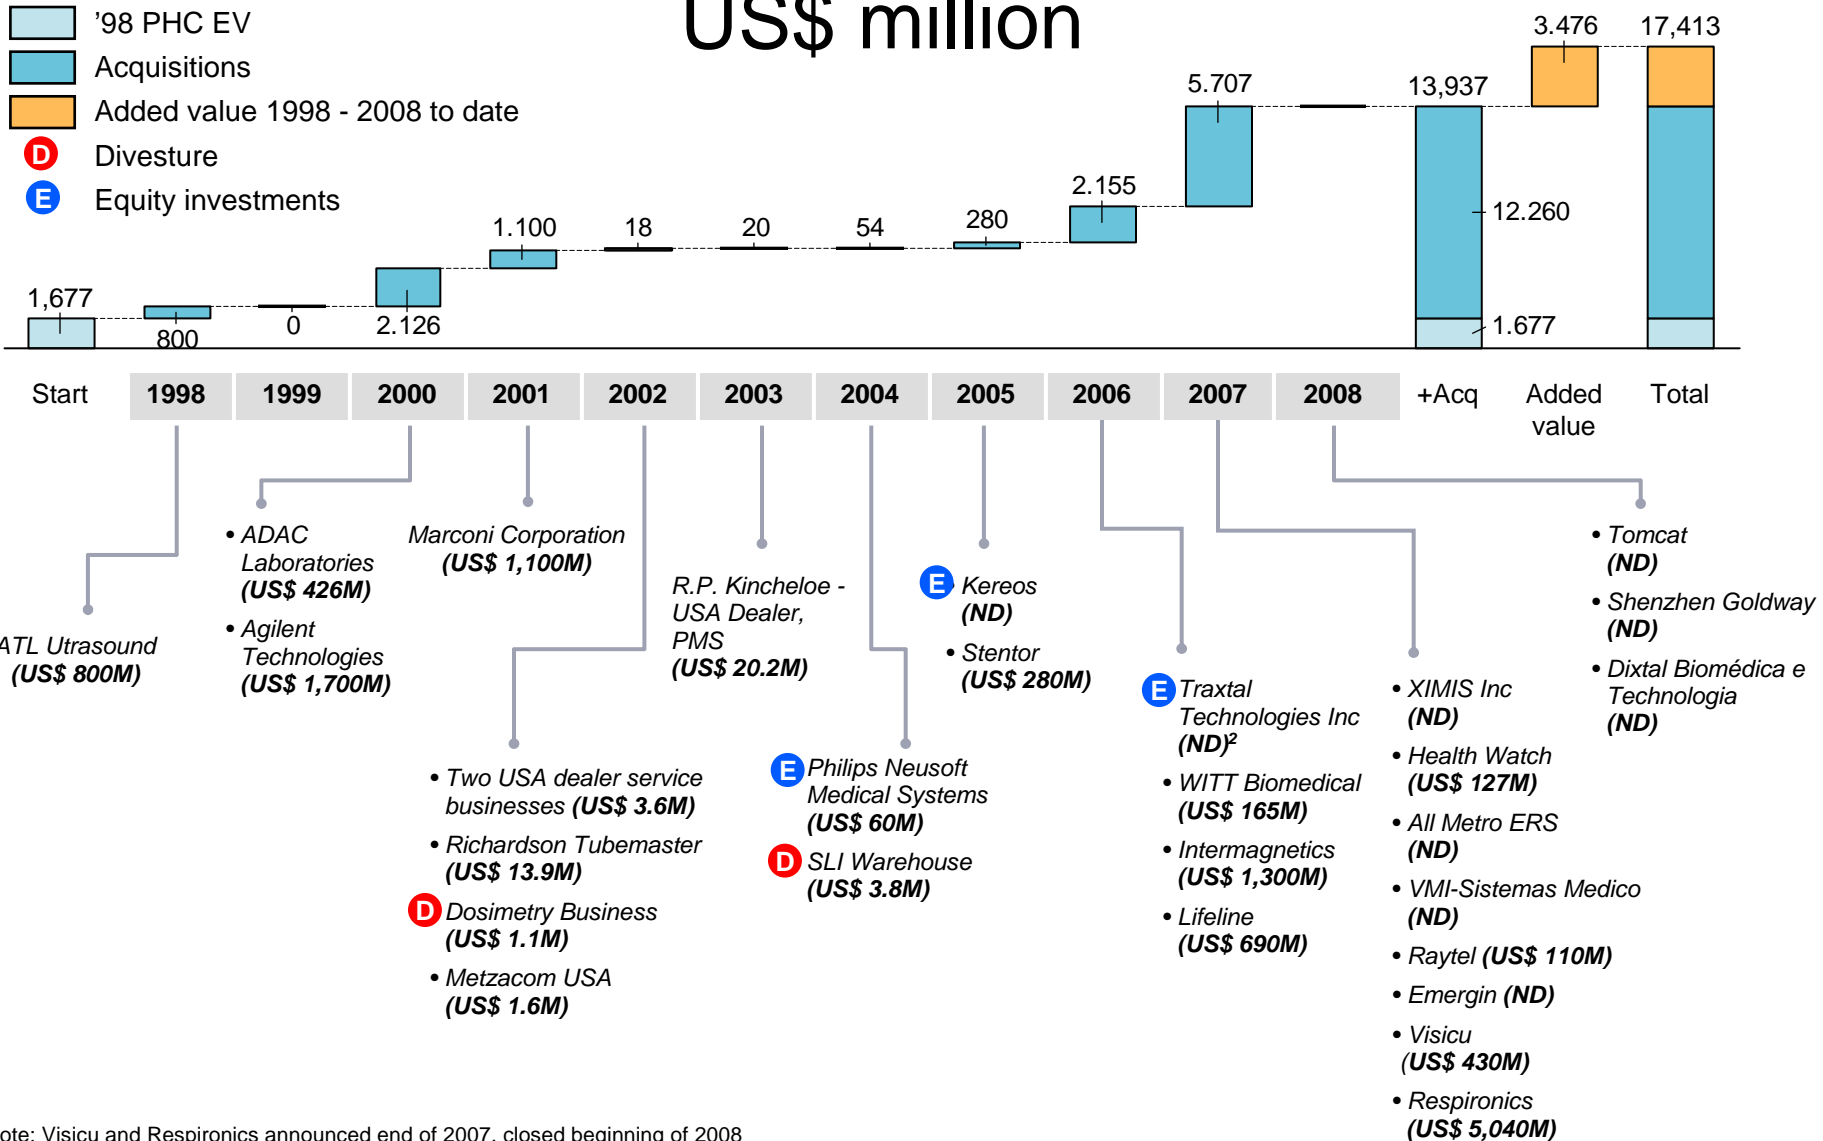 US$ million
'98 PHC EV
Acquisitions
Added value 1998 - 2008 to date
D Divesture
E Equity investments
1,677
800
0
2.126
1.100
18
20
54
280
2.155
5.707
13,937
12.260
1.677
3.476
17,413
Start
1998
1999
2000
2001
2002
2003
2004
2005
2006
2007
2008
+Acq
Added
value
Total
ATL Utrasound
(US$ 800M)
• ADAC
Laboratories
(US$ 426M)
• Agilent
Technologies
(US$ 1,700M)
Marconi Corporation
(US$ 1,100M)
• Two USA dealer service
businesses (US$ 3.6M)
• Richardson Tubemaster
(US$ 13.9M)
D Dosimetry Business
(US$ 1.1M)
• Metzacom USA
(US$ 1.6M)
R.P. Kincheloe -
USA Dealer,
PMS
(US$ 20.2M)
E Philips Neusoft
Medical Systems
(US$ 60M)
D SLI Warehouse
(US$ 3.8M)
E Kereos
(ND)
• Stentor
(US$ 280M)
E Traxtal
Technologies Inc
(ND)²
• WITT Biomedical
(US$ 165M)
• Intermagnetics
(US$ 1,300M)
• Lifeline
(US$ 690M)
• XIMIS Inc
(ND)
• Health Watch
(US$ 127M)
• All Metro ERS
(ND)
• VMI-Sistemas Medico
(ND)
• Raytel (US$ 110M)
• Emergin (ND)
• Visicu
(US$ 430M)
• Respironics
(US$ 5,040M)
• Tomcat
(ND)
• Shenzhen Goldway
(ND)
• Dixtal Biomédica e
Technologia
(ND)
ote: Visicu and Respironics announced end of 2007, closed beginning of 2008